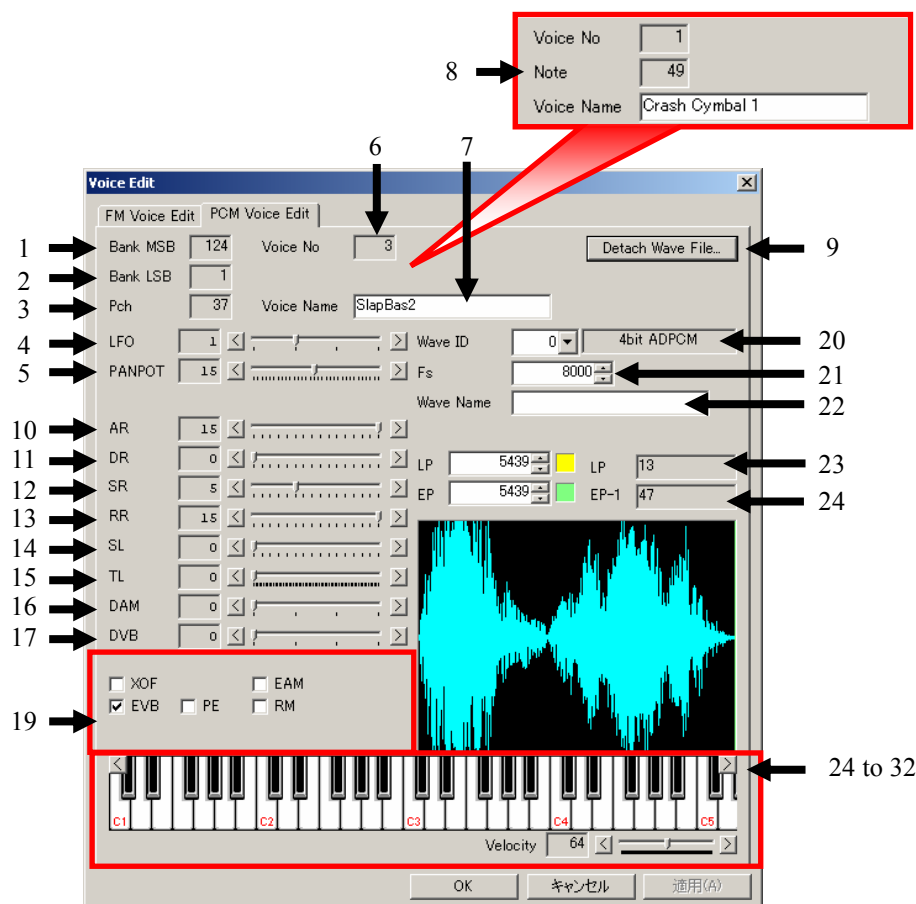 Voice No 1
8 Note 49
Voice Name Crash Cymbal 1
6 7
Voice Edit
FM Voice Edit PCM Voice Edit
1 Bank MSB 124 Voice No 3 Detach Wave File... 9
2 Bank LSB 1
3 Pch 37 Voice Name SlapBas2
4 LFO 1 Wave ID 0 4bit ADPCM 20
5 PANPOT 15 Fs 8000 21
Wave Name 22
10 AR 15
11 DR 0 LP 5439 LP 13 23
12 SR 5 EP 5439 EP-1 47 24
13 RR 15
14 SL 0
15 TL 0
16 DAM 0
17 DVB 0
XOF EAM
19 EVB PE RM
24 to 32
C1 C2 C3 C4 C5
Velocity 64
OK キャンセル 適用(A)